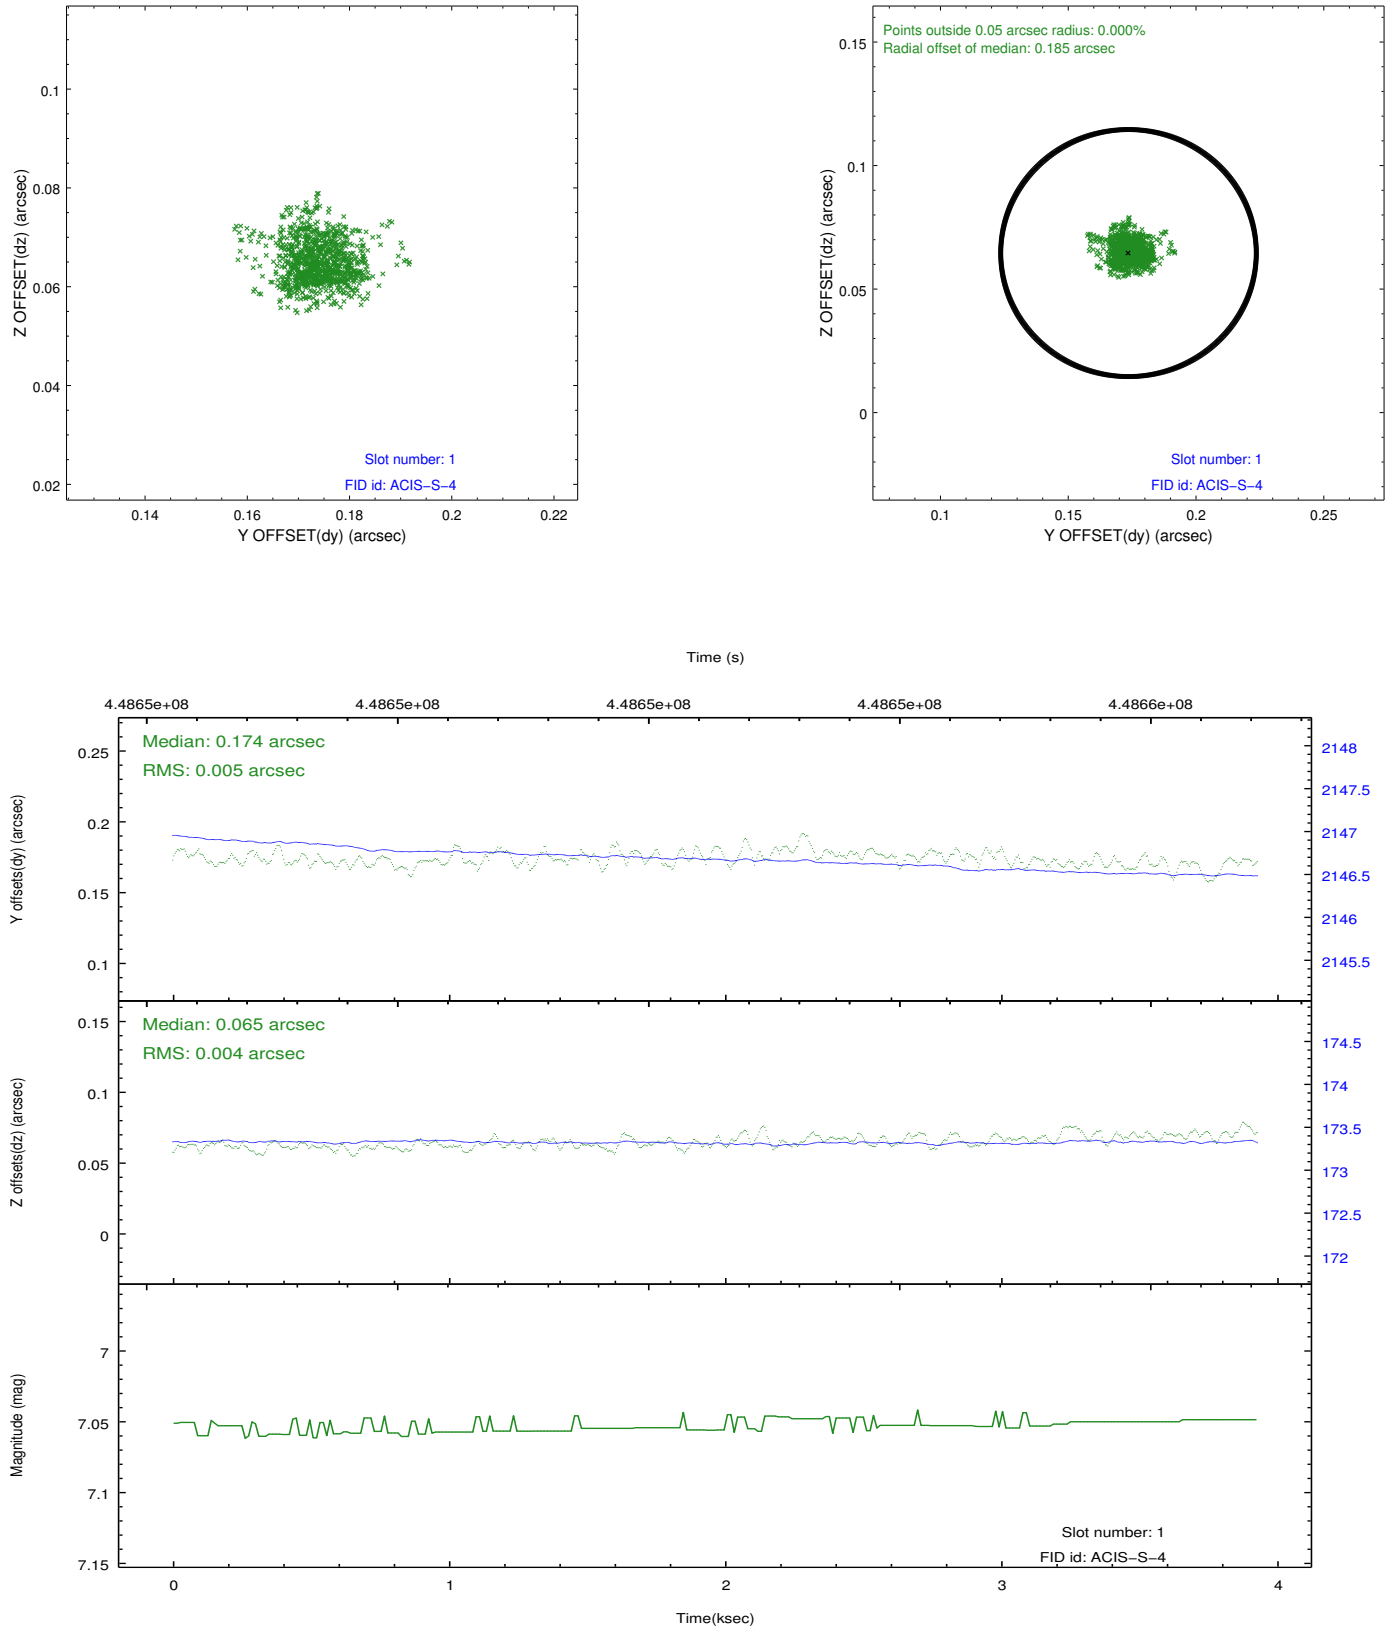 0.1
0.08
0.06
0.04
0.02
Z OFFSET(dz) (arcsec)
Slot number: 1
FID id: ACIS−S−4
0.14 0.16 0.18 0.2 0.22
Y OFFSET(dy) (arcsec)
Points outside 0.05 arcsec radius: 0.000%
Radial offset of median: 0.185 arcsec
0.15
0.1
0.05
0
Z OFFSET(dz) (arcsec)
Slot number: 1
FID id: ACIS−S−4
0.1 0.15 0.2 0.25
Y OFFSET(dy) (arcsec)
Time (s)
4.4865e+08 4.4865e+08 4.4865e+08 4.4865e+08 4.4866e+08
Median: 0.174 arcsec
RMS: 0.005 arcsec
0.25
0.2
0.15
0.1
Y offsets(dy) (arcsec)
2148
2147.5
2147
2146.5
2146
2145.5
Median: 0.065 arcsec
RMS: 0.004 arcsec
0.15
0.1
0.05
0
Z offsets(dz) (arcsec)
174.5
174
173.5
173
172.5
172
7
7.05
7.1
7.15
Magnitude (mag)
Slot number: 1
FID id: ACIS−S−4
0 1 2 3 4
Time(ksec)